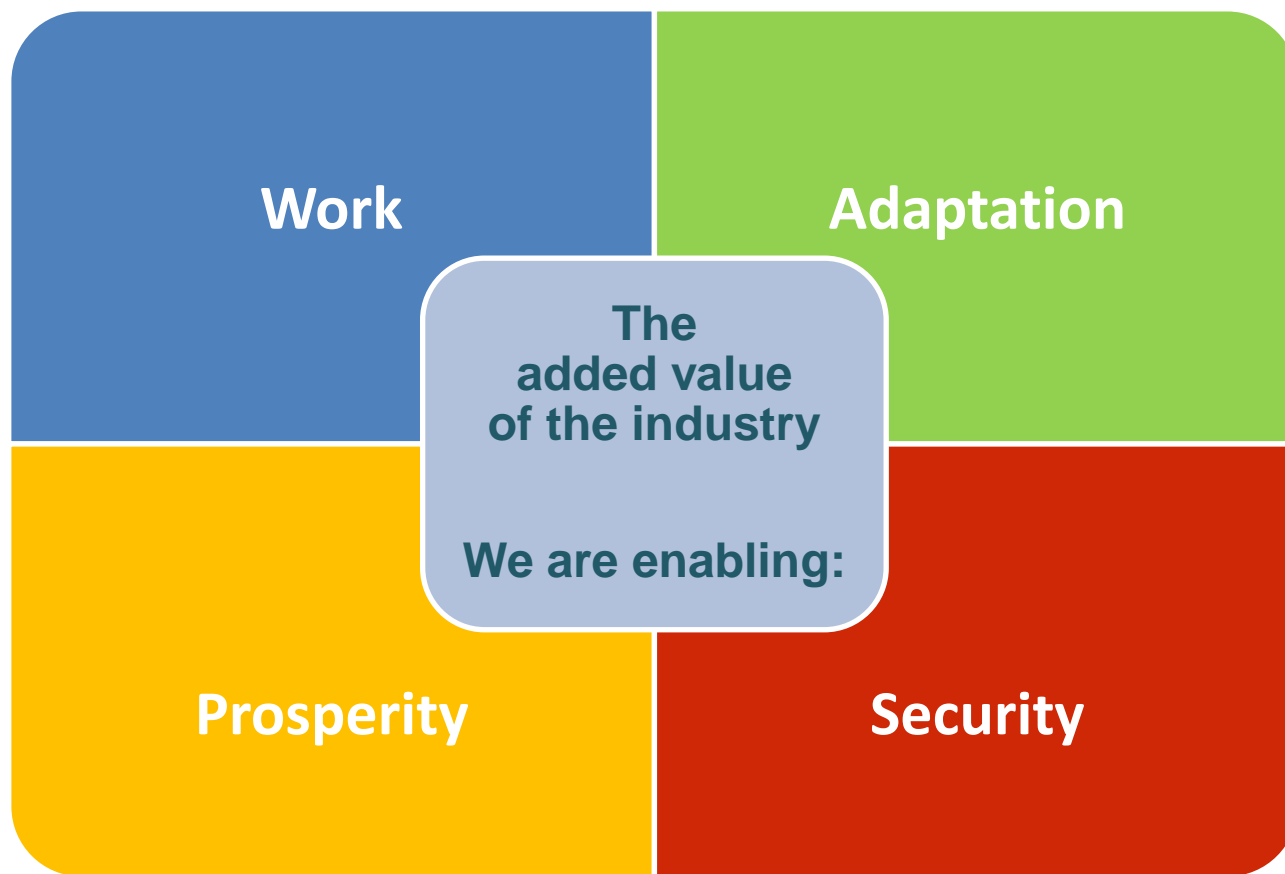 Work
Adaptation
The
added value
of the industry
We are enabling:
Prosperity
Security